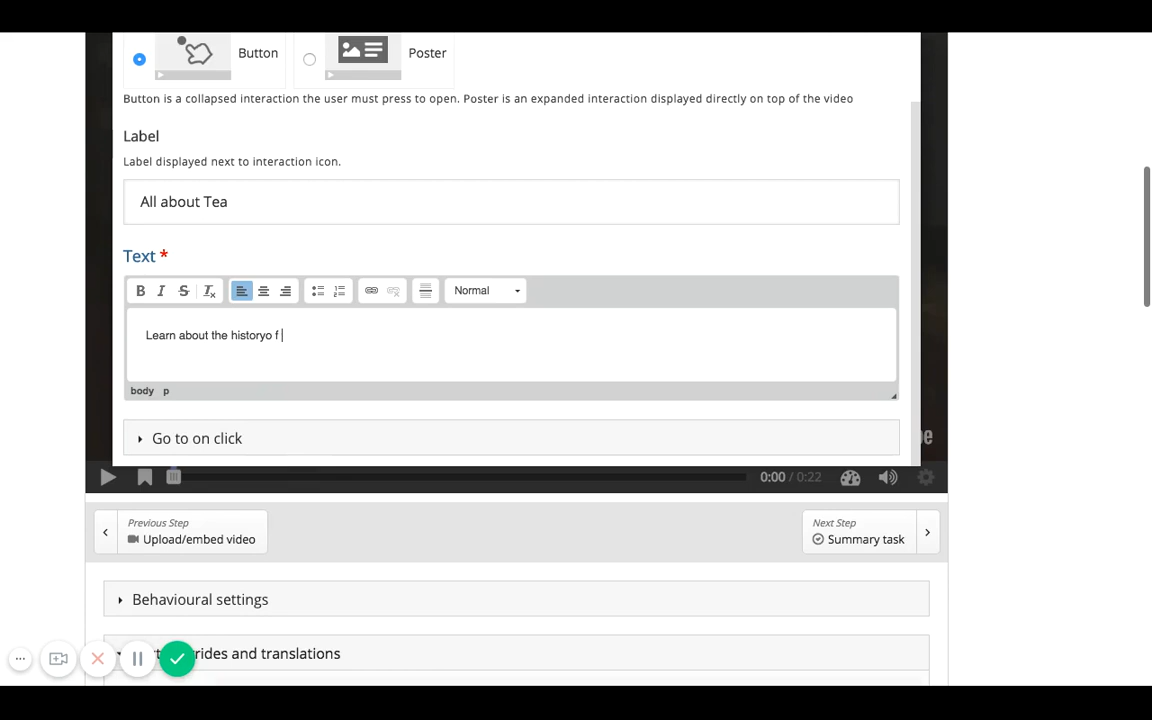 Button
Poster
Button is a collapsed interaction the user must press to open. Poster is an expanded interaction displayed directly on top of the video
Label
Label displayed next to interaction icon.
All about Tea
Text *
B I S Tx Normal
Learn about the historyo f
body p
Go to on click
0:00 / 0:22
Previous Step
Upload/embed video
Next Step
Summary task
Behavioural settings
rides and translations